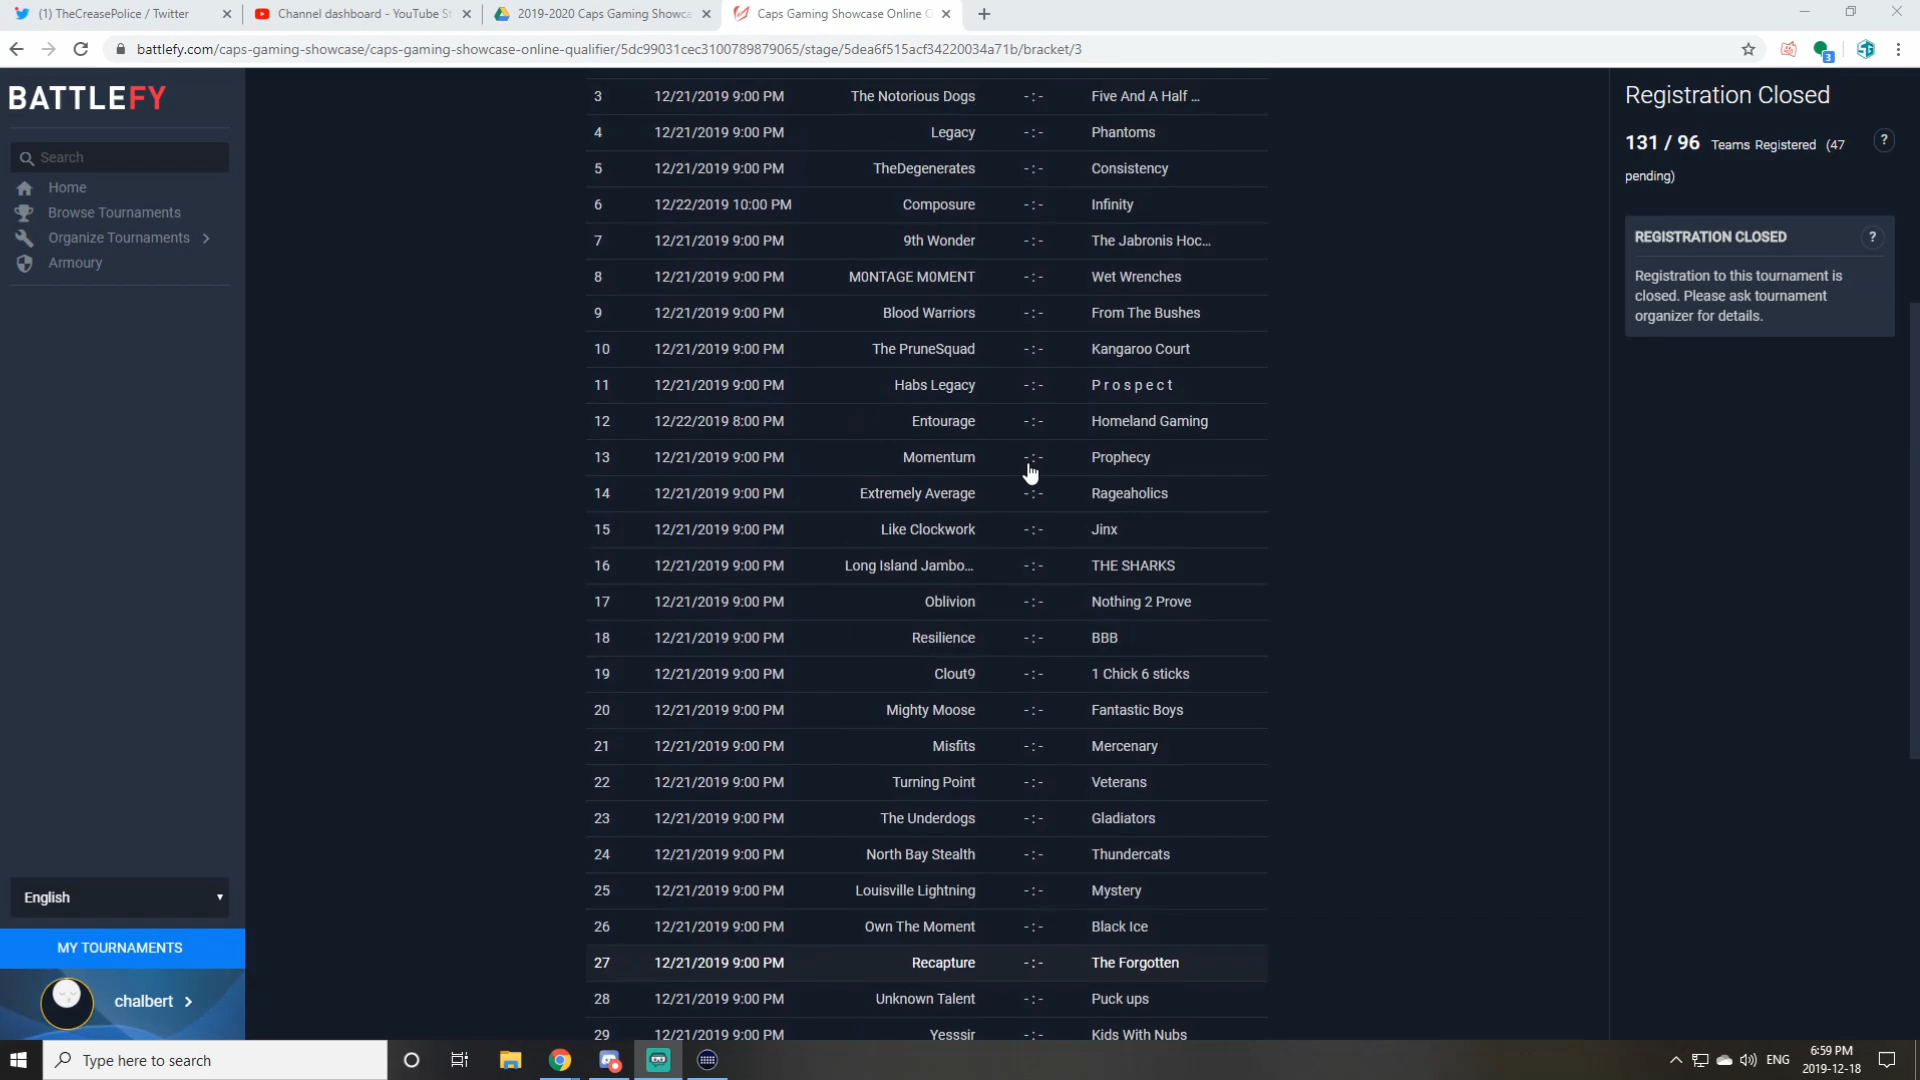 (1) TheCreasePolice / Twitter
Channel dashboard - YouTube St
2019-2020 Caps Gaming Showca
Caps Gaming Showcase Online C
battlefy.com/caps-gaming-showcase/caps-gaming-showcase-online-qualifier/5dc99031cec3100789879065/stage/5dea6f515acf34220034a71b/bracket/3
3
BATTLEFY
Search
Home
Browse Tournaments
Organize Tournaments
Armoury
3 12/21/2019 9:00 PM The Notorious Dogs -:- Five And A Half ...
4 12/21/2019 9:00 PM Legacy -:- Phantoms
5 12/21/2019 9:00 PM TheDegenerates -:- Consistency
6 12/22/2019 10:00 PM Composure -:- Infinity
7 12/21/2019 9:00 PM 9th Wonder -:- The Jabronis Hoc...
8 12/21/2019 9:00 PM M0NTAGE M0MENT -:- Wet Wrenches
9 12/21/2019 9:00 PM Blood Warriors -:- From The Bushes
10 12/21/2019 9:00 PM The PruneSquad -:- Kangaroo Court
11 12/21/2019 9:00 PM Habs Legacy -:- P r o s p e c t
12 12/22/2019 8:00 PM Entourage -:- Homeland Gaming
13 12/21/2019 9:00 PM Momentum -:- Prophecy
14 12/21/2019 9:00 PM Extremely Average -:- Rageaholics
15 12/21/2019 9:00 PM Like Clockwork -:- Jinx
16 12/21/2019 9:00 PM Long Island Jambo... -:- THE SHARKS
17 12/21/2019 9:00 PM Oblivion -:- Nothing 2 Prove
18 12/21/2019 9:00 PM Resilience -:- BBB
19 12/21/2019 9:00 PM Clout9 -:- 1 Chick 6 sticks
20 12/21/2019 9:00 PM Mighty Moose -:- Fantastic Boys
21 12/21/2019 9:00 PM Misfits -:- Mercenary
22 12/21/2019 9:00 PM Turning Point -:- Veterans
23 12/21/2019 9:00 PM The Underdogs -:- Gladiators
24 12/21/2019 9:00 PM North Bay Stealth -:- Thundercats
25 12/21/2019 9:00 PM Louisville Lightning -:- Mystery
26 12/21/2019 9:00 PM Own The Moment -:- Black Ice
27 12/21/2019 9:00 PM Recapture -:- The Forgotten
28 12/21/2019 9:00 PM Unknown Talent -:- Puck ups
29 12/21/2019 9:00 PM Yesssir -:- Kids With Nubs
Registration Closed
131 / 96 Teams Registered (47
pending)
?
REGISTRATION CLOSED ?
Registration to this tournament is
closed. Please ask tournament
organizer for details.
English
MY TOURNAMENTS
chalbert
Type here to search
ENG
6:59 PM
2019-12-18